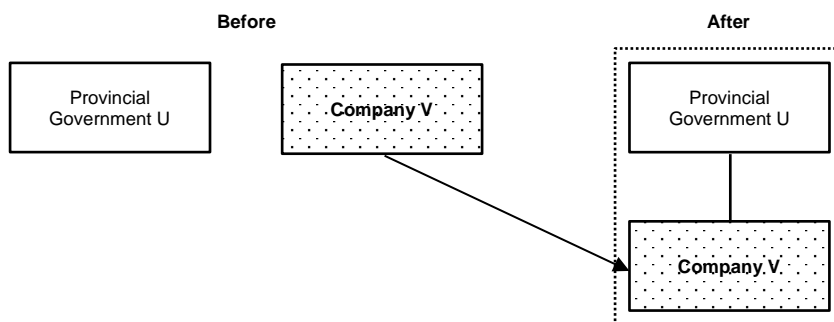 Before
After
Provincial
Government U
Company V
Provincial
Government U
Company V